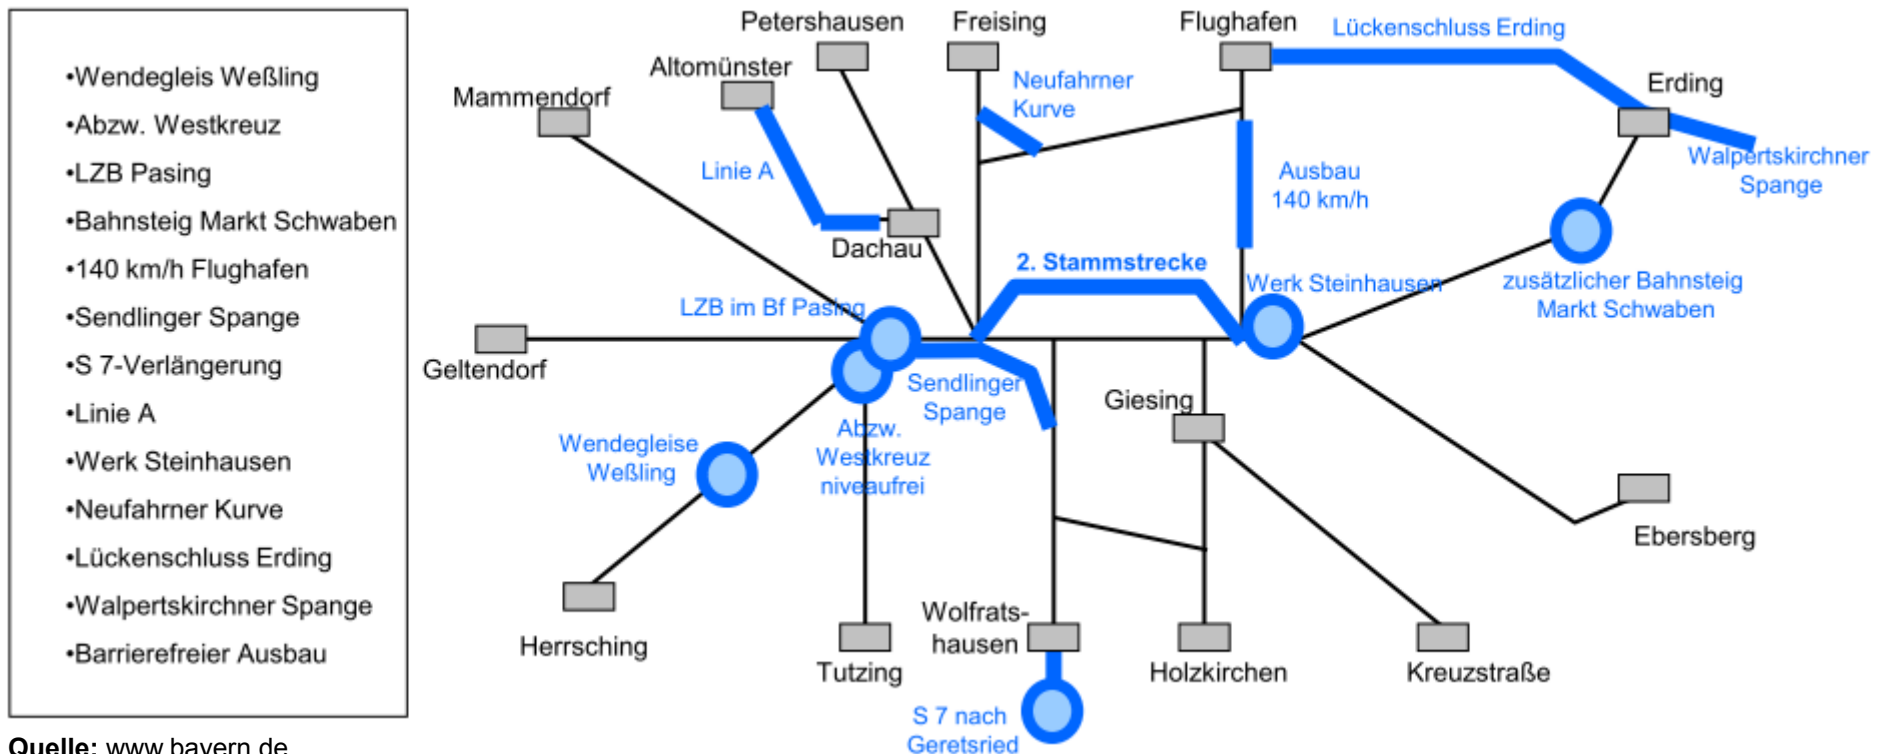 •Wendegleis Weßling
•Abzw. Westkreuz
•LZB Pasing
•Bahnsteig Markt Schwaben
•140 km/h Flughafen
•Sendlinger Spange
•S 7-Verlängerung
•Linie A
•Werk Steinhausen
•Neufahrner Kurve
•Lückenschluss Erding
•Walpertskirchner Spange
•Barrierefreier Ausbau
Quelle: www.bayern.de
Petershausen
Freising
Flughafen
Lückenschluss Erding
Altomünster
Mammendorf
Neufahrner
Kurve
Erding
Linie A
Ausbau
140 km/h
Walpertskirchner
Spange
Dachau
2. Stammstrecke
Werk Steinhausen
zusätzlicher Bahnsteig
Markt Schwaben
LZB im Bf Pasing
Geltendorf
Sendlinger
Spange
Giesing
Wendegleise
Weßling
Abzw.
Westkreuz
niveaufrei
Ebersberg
Herrsching
Tutzing
Wolfrats-
hausen
Holzkirchen
Kreuzstraße
S 7 nach
Geretsried